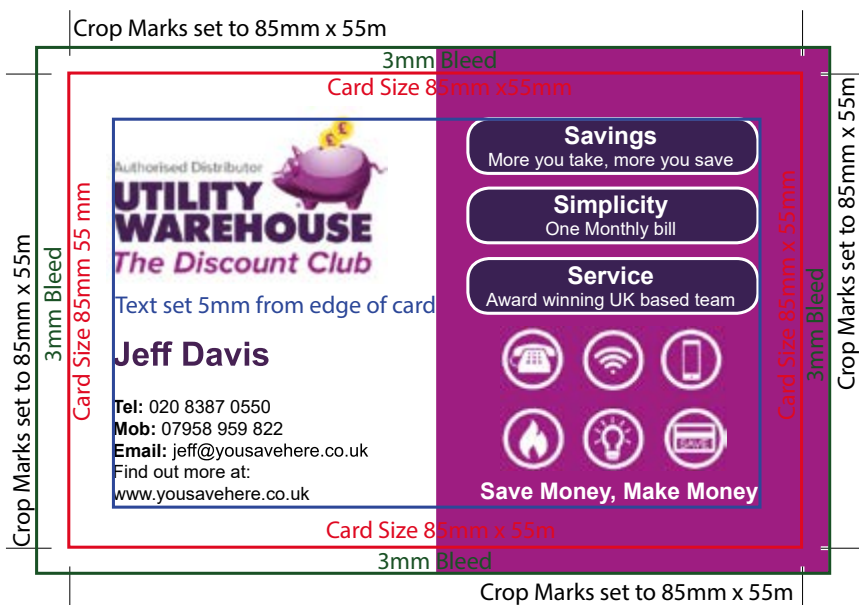 Crop Marks set to 85mm x 55m
3mm Bleed
Card Size 85mm x55mm
Authorised Distributor
UTILITY
WAREHOUSE
The Discount Club
Text set 5mm from edge of card
Jeff Davis
Tel: 020 8387 0550
Mob: 07958 959 822
Email: jeff@yousavehere.co.uk
Find out more at:
www.yousavehere.co.uk
Savings
More you take, more you save
Simplicity
One Monthly bill
Service
Award winning UK based team
SAVE
Save Money, Make Money
Crop Marks set to 85mm x 55m
3mm Bleed
Card Size 85mm 55 mm
Card Size 85mm x 55mm
3mm Bleed
Crop Marks set to 85mm x 55m
Card Size 85mm x 55m
3mm Bleed
Crop Marks set to 85mm x 55m